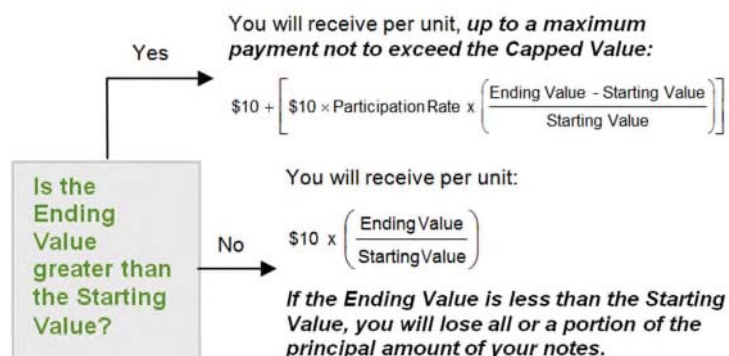 You will receive per unit, up to a maximum
payment not to exceed the Capped Value:
Yes
$10 + [ $10 × Participation Rate x ( Ending Value - Starting Value
Starting Value ) ]
Is the
Ending
Value
greater than
the Starting
Value?
No
You will receive per unit:
$10 x ( Ending Value
Starting Value )
If the Ending Value is less than the Starting
Value, you will lose all or a portion of the
principal amount of your notes.